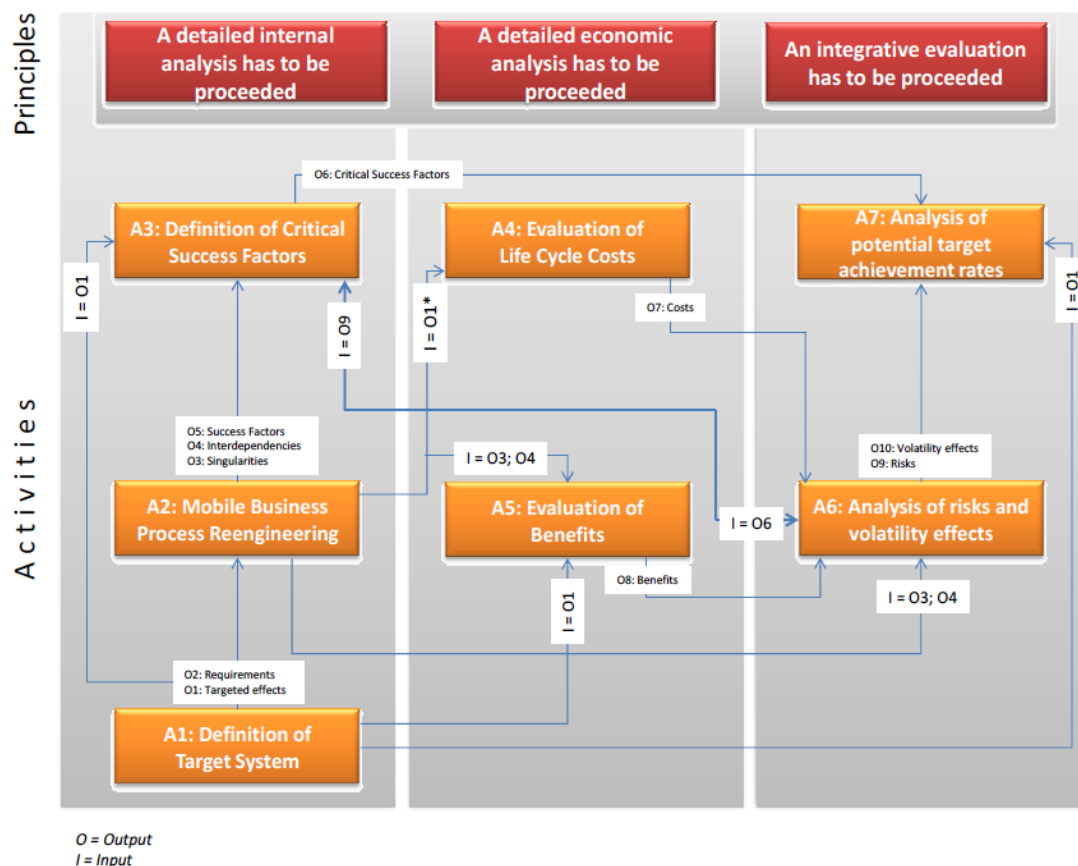 Principles
A detailed internal
analysis has to be
proceeded
A detailed economic
analysis has to be
proceeded
An integrative evaluation
has to be proceeded
Activities
O6: Critical Success Factors
A3: Definition of Critical
Success Factors
A4: Evaluation of
Life Cycle Costs
A7: Analysis of
potential target
achievement rates
I = O1
I = O9
I = O1*
O7: Costs
I = O1
O5: Success Factors
O4: Interdependencies
O3: Singularities
I = O3; O4
O10: Volatility effects
O9: Risks
A2: Mobile Business
Process Reengineering
A5: Evaluation of
Benefits
I = O6
A6: Analysis of risks and
volatility effects
O8: Benefits
I = O1
I = O3; O4
O2: Requirements
O1: Targeted effects
A1: Definition of
Target System
O = Output
I = Input